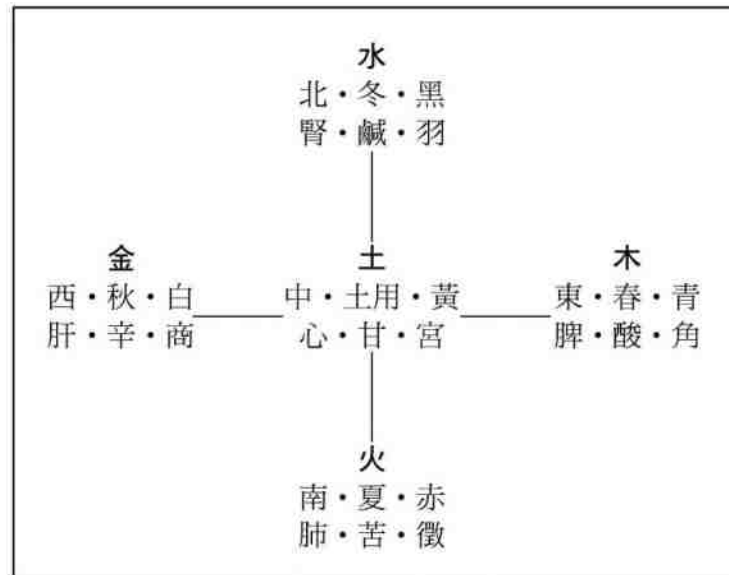 水
北・冬・黑
腎・鹹・羽
金
西・秋・白
肝・辛・商
土
中・土用・黃
心・甘・宮
木
東・春・青
脾・酸・角
火
南・夏・赤
肺・苦・徵